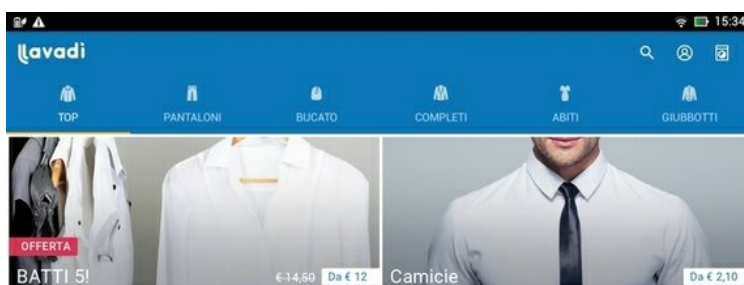 15:34
lavadì
TOP PANTALONI BUCATO COMPLETI ABITI GIUBBOTTI
OFFERTA
BATTI 5! € 14,50 Da € 12
Camicie Da € 2,10